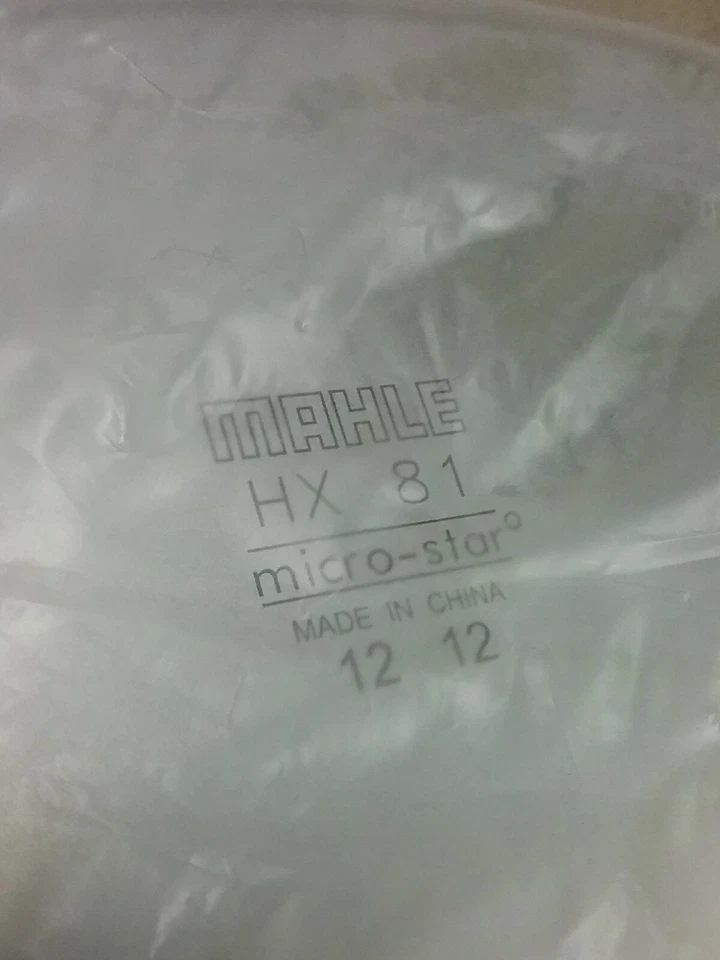 MAHLE
HX 81
micro-star°
MADE IN CHINA
12 12